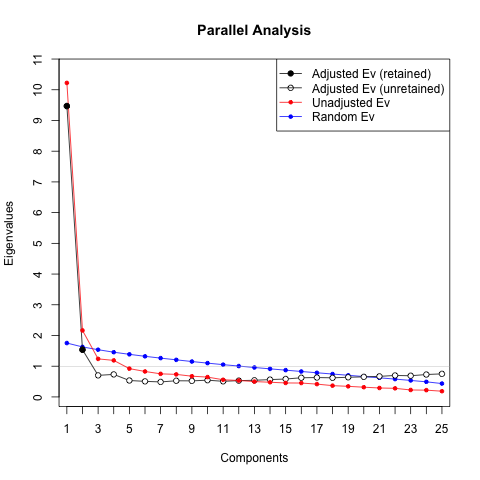 Parallel Analysis
Adjusted Ev (retained)
Adjusted Ev (unretained)
Unadjusted Ev
Random Ev
Eigenvalues
11
10
9
8
7
6
5
4
3
2
1
0
1 3 5 7 9 11 13 15 17 19 21 23 25
Components